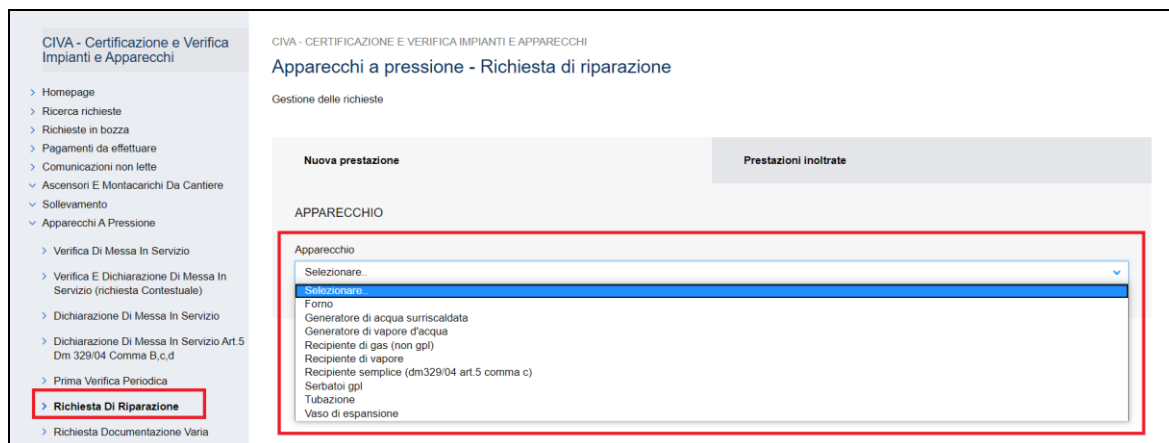 CIVA - Certificazione e Verifica
Impianti e Apparecchi
Homepage
Ricerca richieste
Richieste in bozza
Pagamenti da effettuare
Comunicazioni non lette
Ascensori E Montacarichi Da Cantiere
Sollevamento
Apparecchi A Pressione
Verifica Di Messa In Servizio
Verifica E Dichiarazione Di Messa In
Servizio (richiesta Contestuale)
Dichiarazione Di Messa In Servizio
Dichiarazione Di Messa In Servizio Art.5
Dm 329/04 Comma B,c,d
Prima Verifica Periodica
Richiesta Di Riparazione
Richiesta Documentazione Varia
CIVA - CERTIFICAZIONE E VERIFICA IMPIANTI E APPARECCHI
Apparecchi a pressione - Richiesta di riparazione
Gestione delle richieste
Nuova prestazione
Prestazioni inoltrate
APPARECCHIO
Apparecchio
Selezionare..
Selezionare..
Forno
Generatore di acqua surriscaldata
Generatore di vapore d'acqua
Recipiente di gas (non gpl)
Recipiente di vapore
Recipiente semplice (dm329/04 art.5 comma c)
Serbatoi gpl
Tubazione
Vaso di espansione